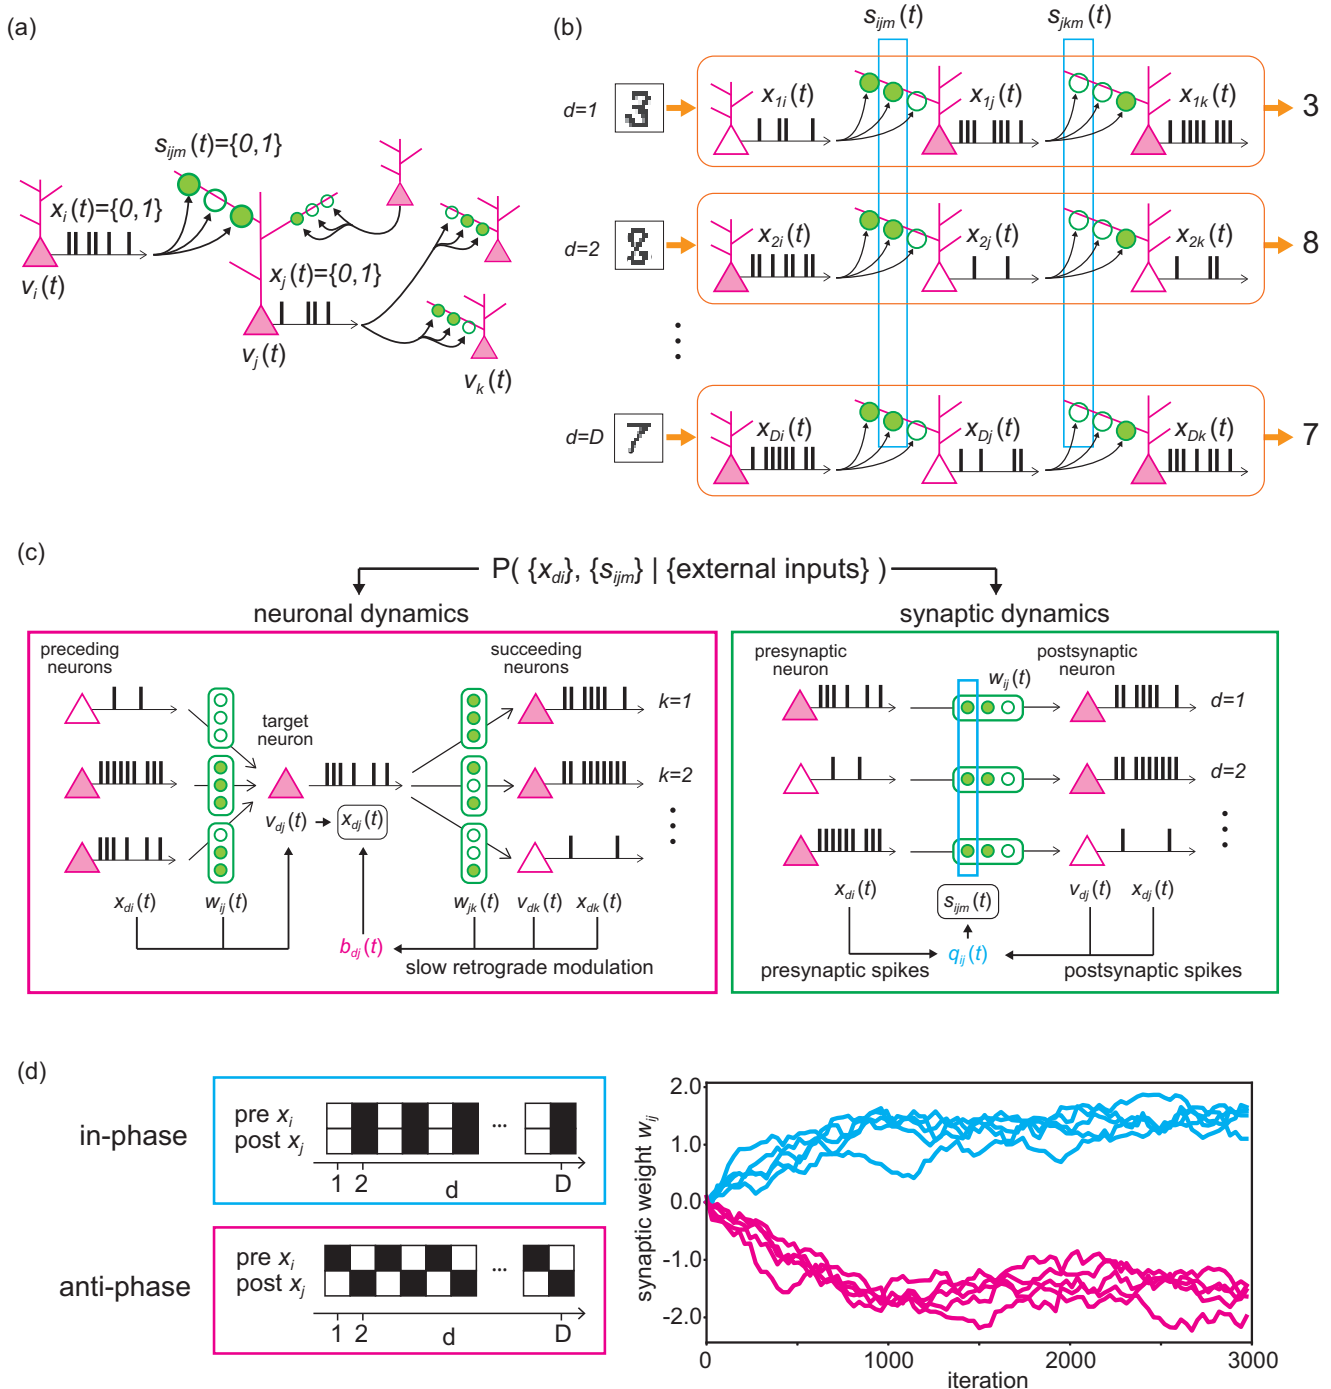 (a)
s_ijm(t)={0,1}
x_i(t)={0,1}
v_i(t)
x_j(t)={0,1}
v_j(t)
v_k(t)
(b)
s_ijm(t) s_jkm(t)
d=1 3 x_1i(t) x_1j(t) x_1k(t) 3
d=2 8 x_2i(t) x_2j(t) x_2k(t) 8
d=D 7 x_Di(t) x_Dj(t) x_Dk(t) 7
(c)
P( {x_di}, {s_ijm} | {external inputs} )
neuronal dynamics
preceding
neurons
target
neuron
succeeding
neurons
k=1
k=2
v_dj(t) x_dj(t)
x_di(t) w_ij(t) w_jk(t) v_dk(t) x_dk(t)
b_dj(t)
slow retrograde modulation
synaptic dynamics
presynaptic
neuron
w_ij(t)
postsynaptic
neuron
d=1
d=2
x_di(t) s_ijm(t) v_dj(t) x_dj(t)
q_ij(t)
presynaptic spikes postsynaptic spikes
(d)
in-phase
pre x_i
post x_j
...
1 2 d D
anti-phase
pre x_i
post x_j
...
1 2 d D
synaptic weight w_ij
2.0
1.0
0.0
-1.0
-2.0
0 1000 2000 3000
iteration